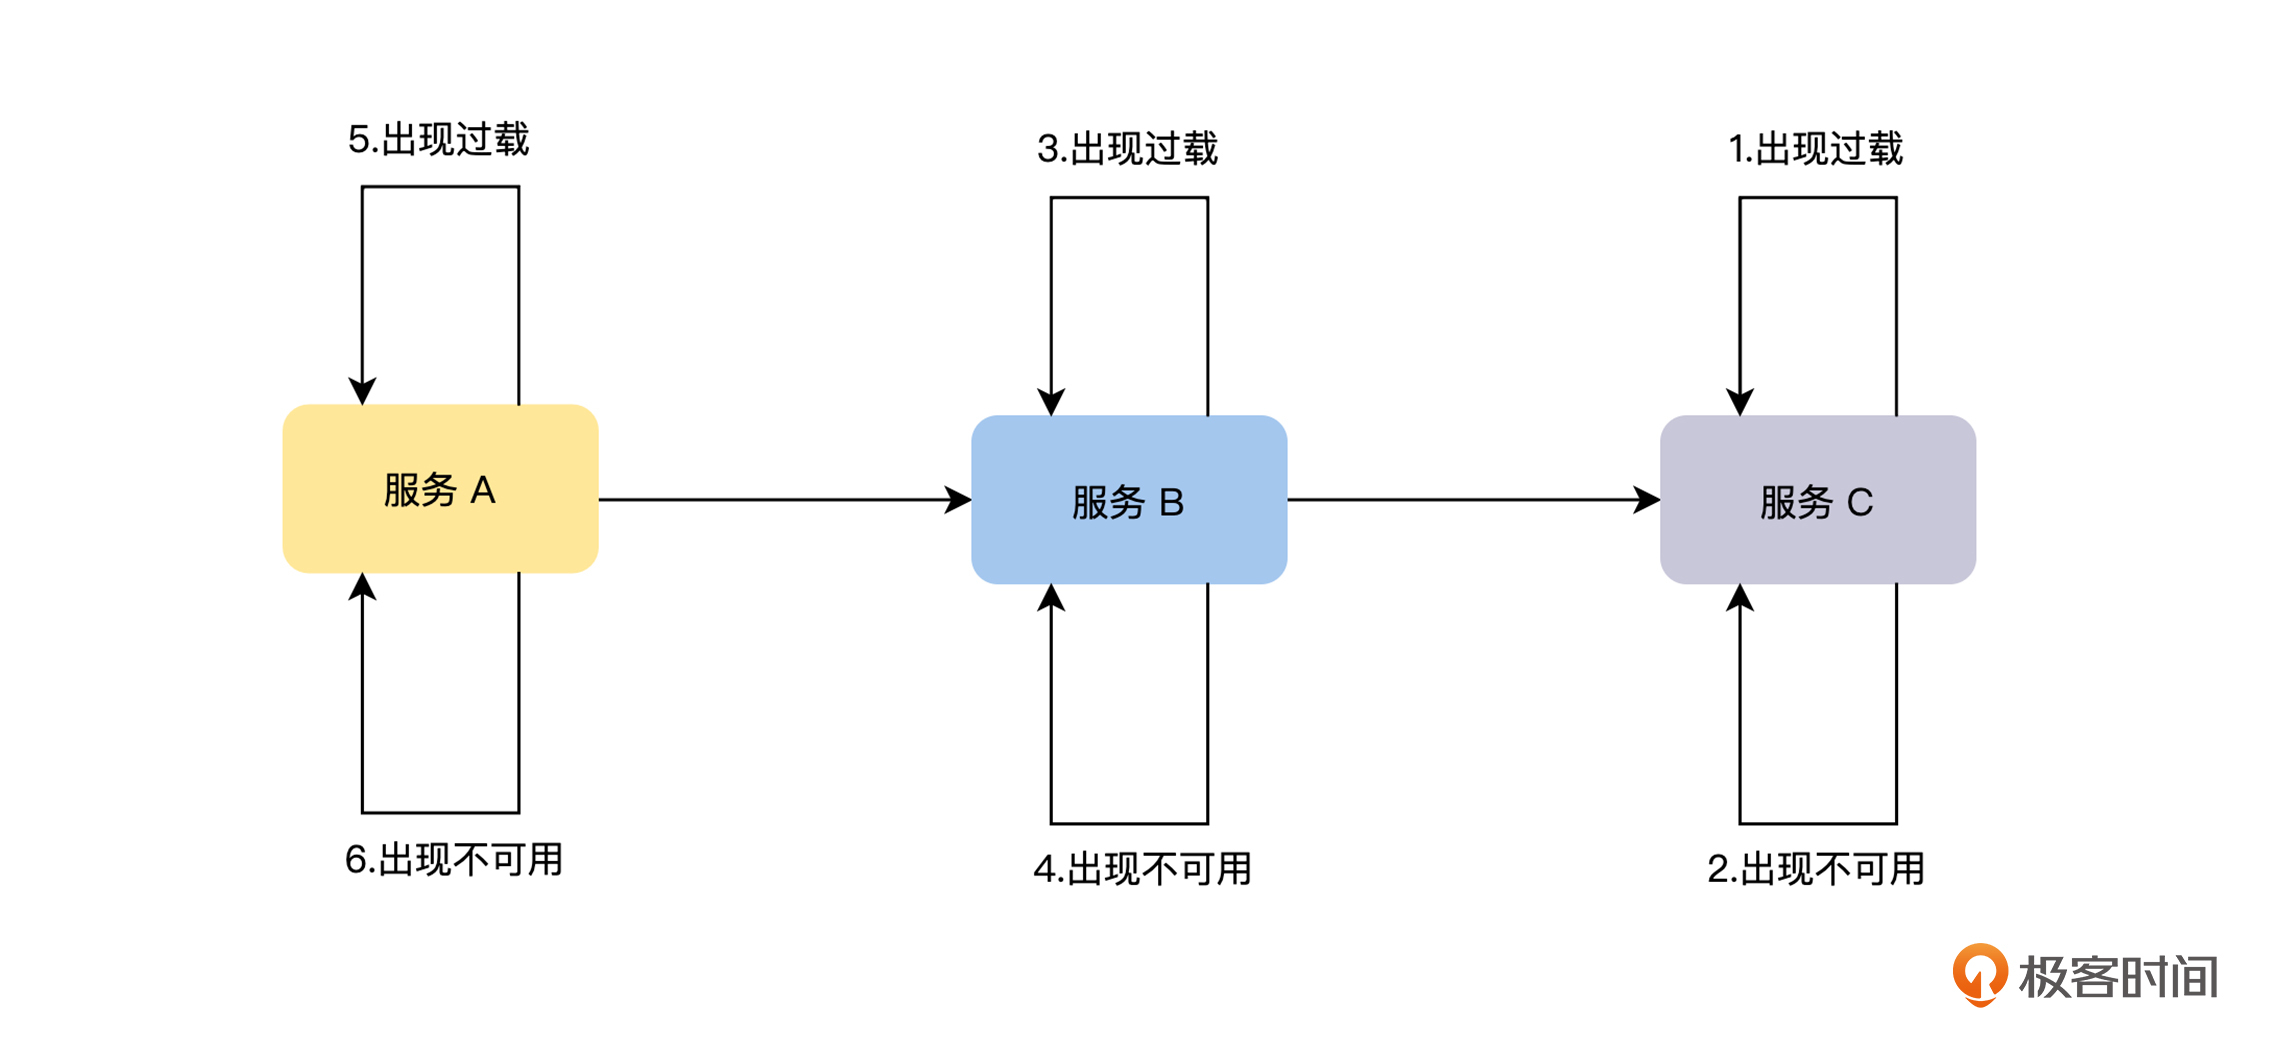 5.出现过载
3.出现过载
1.出现过载
服务 A
服务 B
服务 C
6.出现不可用
4.出现不可用
2.出现不可用
极客时间